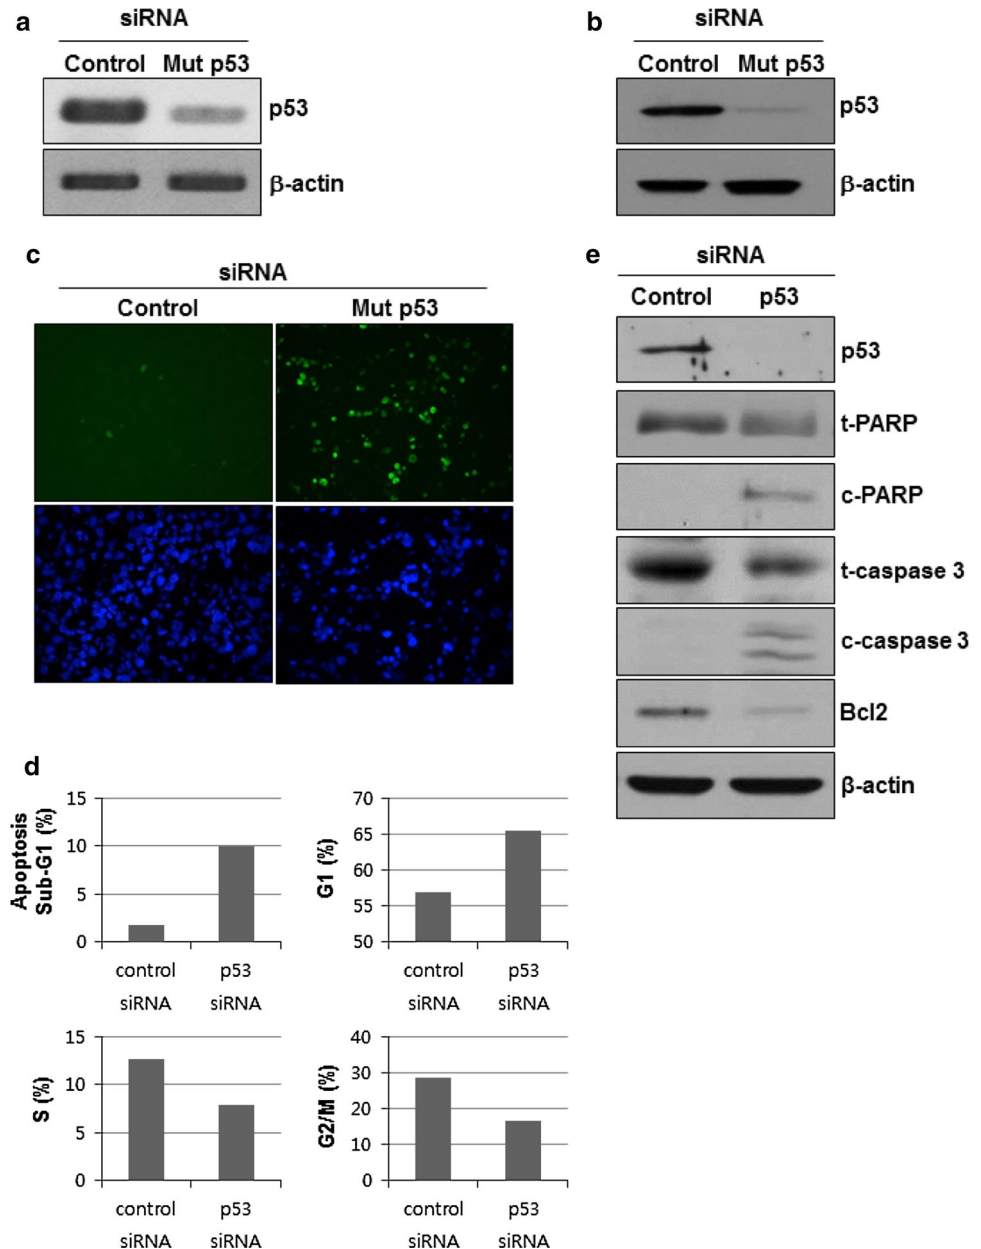 a
siRNA
Control Mut p53
p53
β-actin
b
siRNA
Control Mut p53
p53
β-actin
c
siRNA
Control Mut p53
e
siRNA
Control p53
p53
t-PARP
c-PARP
t-caspase 3
c-caspase 3
Bcl2
β-actin
d
Apoptosis
Sub-G1 (%)
15
10
5
0
control p53
siRNA siRNA
G1 (%)
70
65
60
55
50
control p53
siRNA siRNA
S (%)
15
10
5
0
control p53
siRNA siRNA
G2/M (%)
40
30
20
10
0
control p53
siRNA siRNA